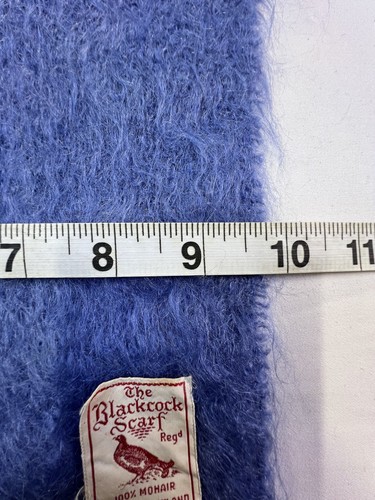 7 8 9 10 11
The
Blackcock
Scarf
Regd
100% MOHAIR